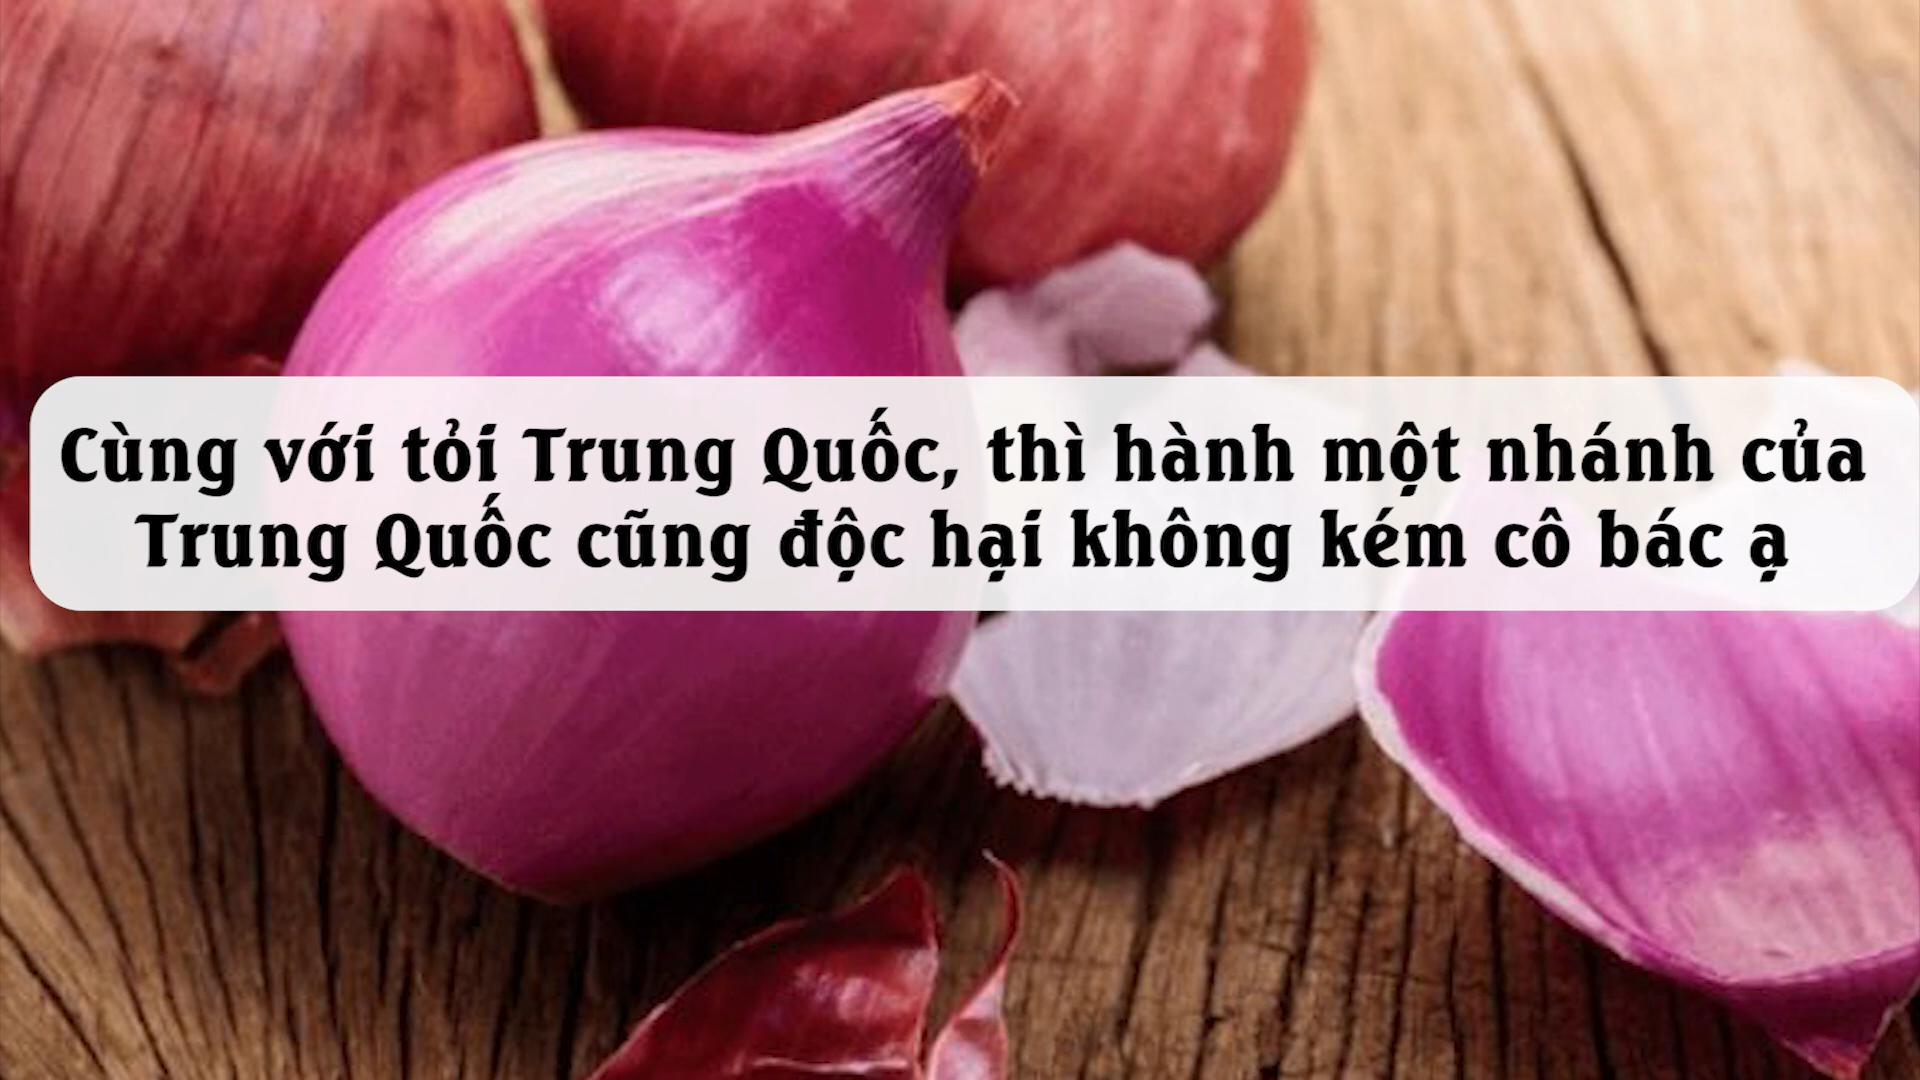 Cùng với tỏi Trung Quốc, thì hành một nhánh của
Trung Quốc cũng độc hại không kém cô bác ạ